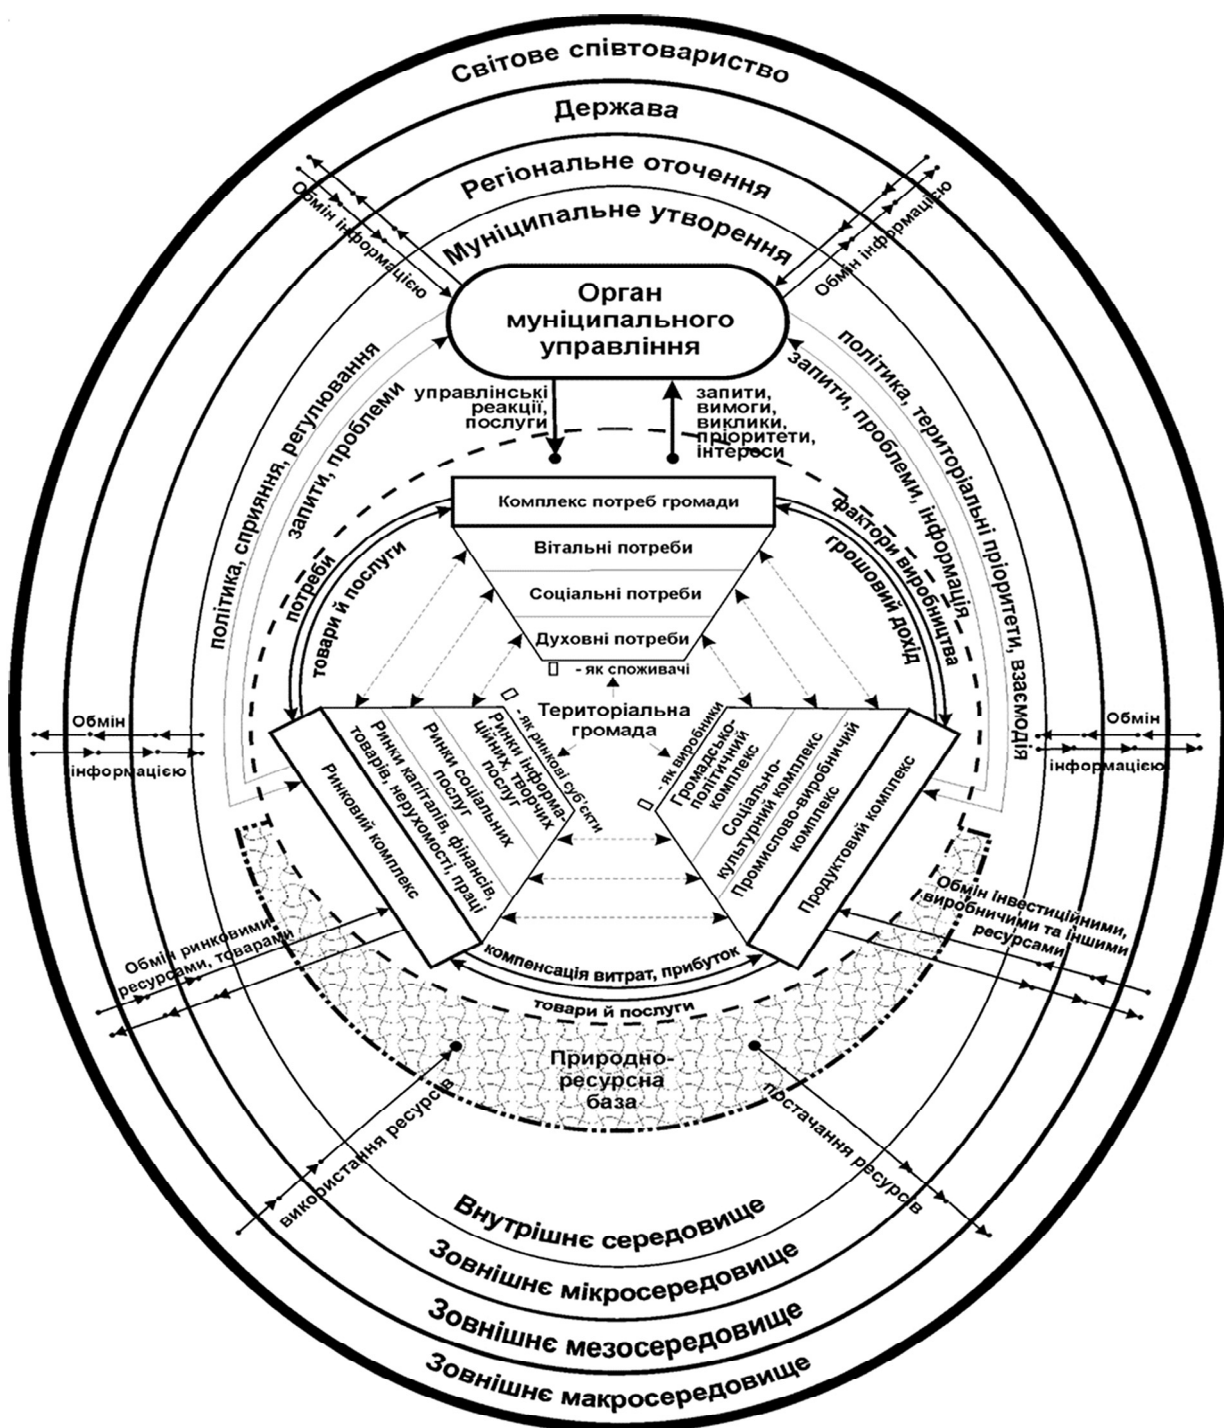 Світове співтовариство
Держава
Регіональне оточення
Муніципальне утворення
Обмін інформацією
Обмін інформацією
Орган
муніципального
управління
політика, сприяння, регулювання
запити, проблеми
політика, територіальні пріоритети, взаємодія
запити, проблеми, інформація
управлінські
реакції,
послуги
запити,
вимоги,
виклики,
пріоритети,
інтероси
Комплекс потреб громади
Вітальні потреби
Соціальні потреби
Духовні потреби
- як споживачі
потреби
товари й послуги
фактори виробництва
грошовий дохід
Територіальна
громада
- як ринкові суб'єкти
Ринки інформа-
ційних, творчих
послуг
Ринки соціальних
послуг
Ринки капіталів, фінансів,
товарів, нерухомості, праці
Ринковий комплекс
- як виробники
Громадсько-
політичний
комплекс
Соціально-
культурний комплекс
Промислово-виробничий
комплекс
Продуктовий комплекс
Обмін
інформацією
Обмін
інформацією
Обмін ринковими
ресурсами, товарами
Обмін інвестиційними,
виробничими та іншими
ресурсами
компенсація витрат, прибуток
товари й послуги
Природно-
ресурсна
база
використання ресурсів
постачання ресурсів
Внутрішнє середовище
Зовнішнє мікросередовище
Зовнішнє мезосередовище
Зовнішнє макросередовище